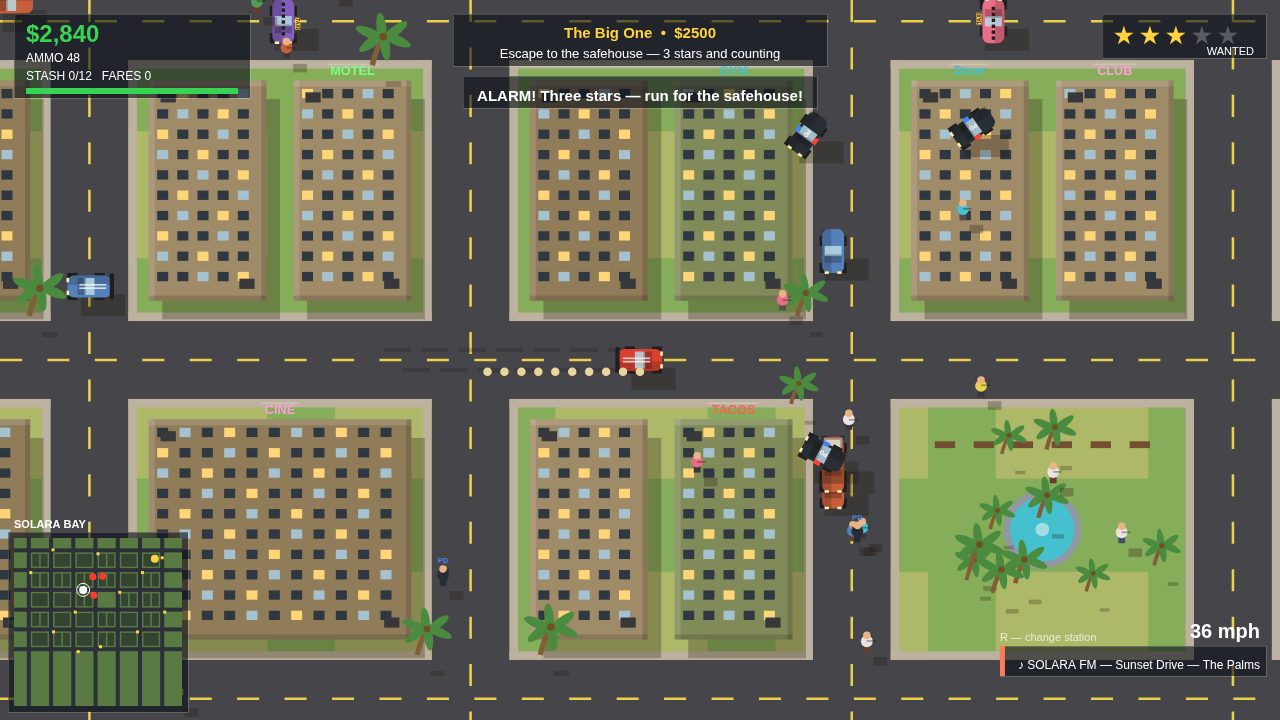 $2,840
AMMO 48
STASH 0/12 FARES 0
The Big One • $2500
Escape to the safehouse — 3 stars and counting
WANTED
ALARM! Three stars — run for the safehouse!
MOTEL
GYM
Diner
CLUB
CINE
TACOS
PD
PD
SOLARA BAY
36 mph
R — change station
♪ SOLARA FM — Sunset Drive — The Palms